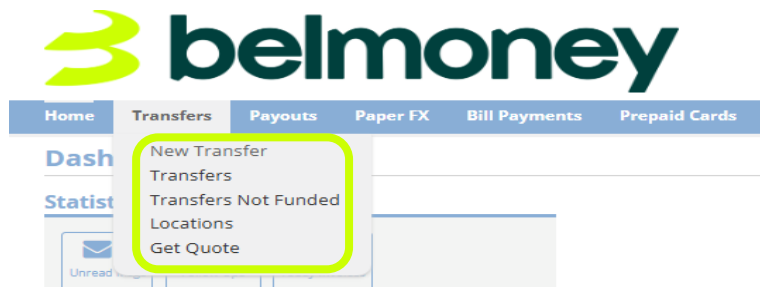 belmoney
Home Transfers Payouts Paper FX Bill Payments Prepaid Cards
Dash
New Transfer
Transfers
Statist
Transfers Not Funded
Locations
Get Quote
Unread